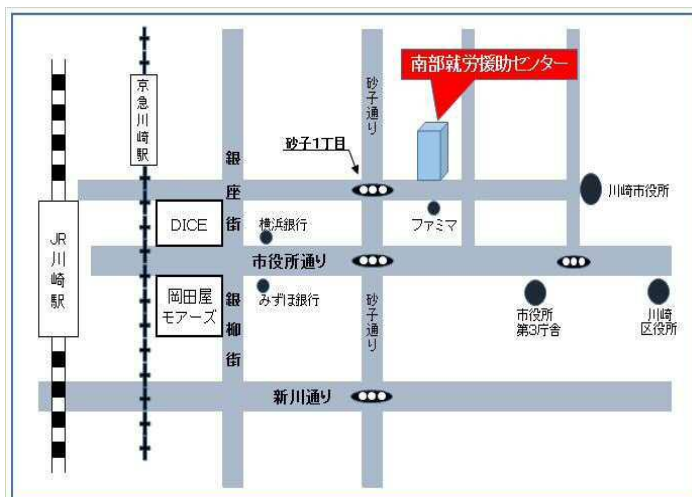 南部就労援助センター
京急川崎駅
砂子通り
砂子1丁目
銀座街
川崎市役所
DICE
横浜銀行
ファミマ
JR川崎駅
市役所通り
岡田屋
モアーズ
みずほ銀行
銀柳街
砂子通り
市役所
第3庁舎
川崎
区役所
新川通り